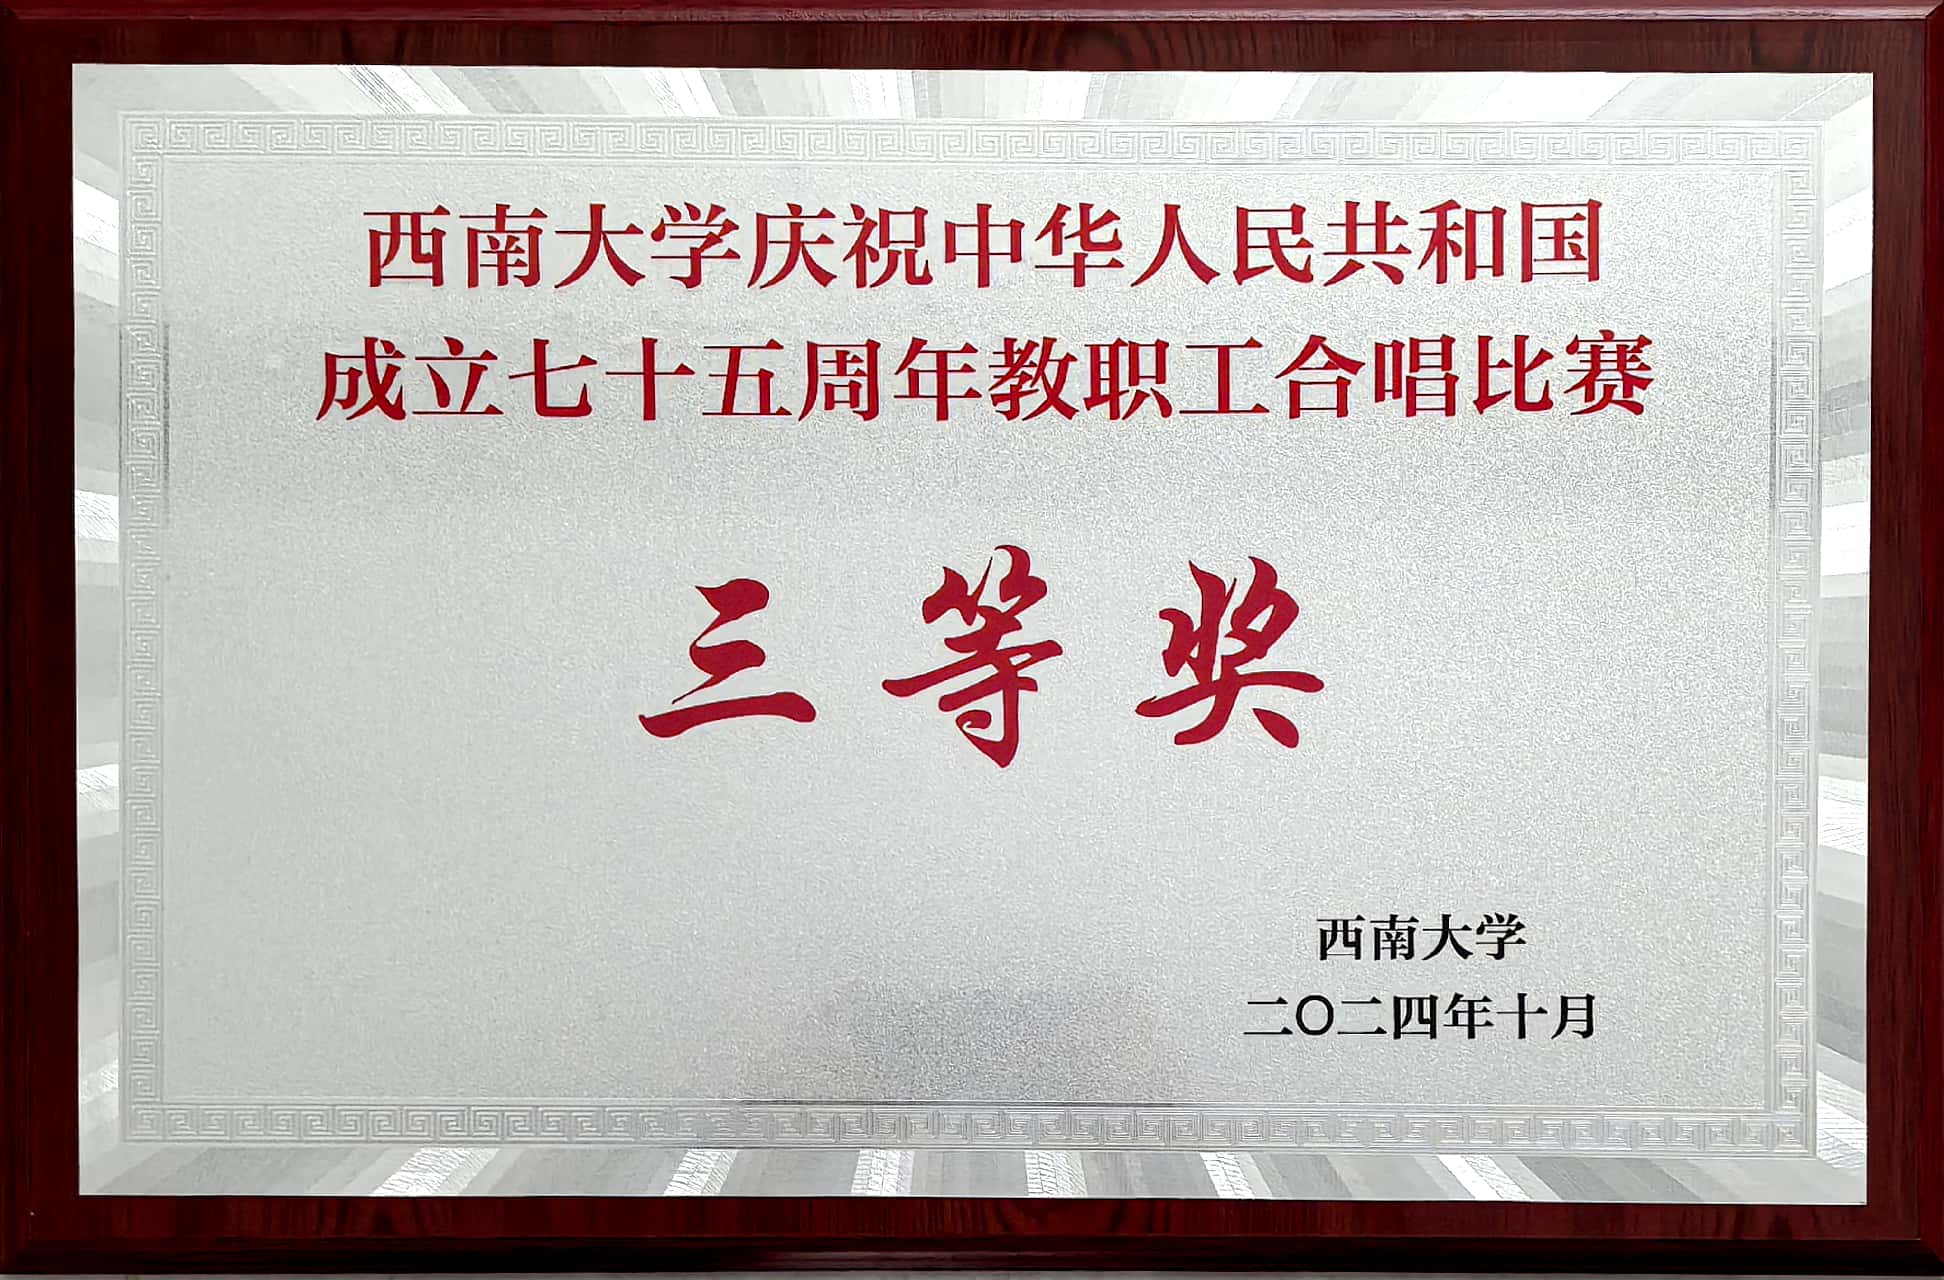 西南大学庆祝中华人民共和国
成立七十五周年教职工合唱比赛
三等奖
西南大学
二〇二四年十月